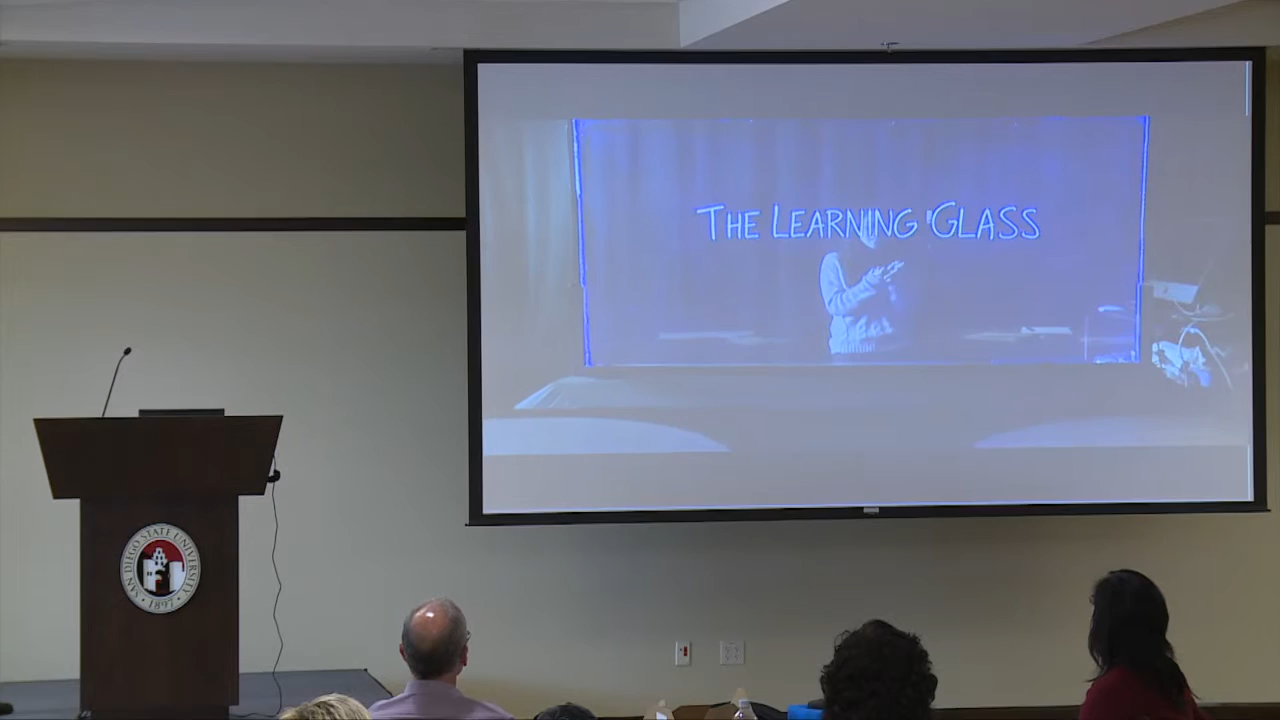 THE LEARNING GLASS
SAN DIEGO STATE UNIVERSITY
• 1897 •